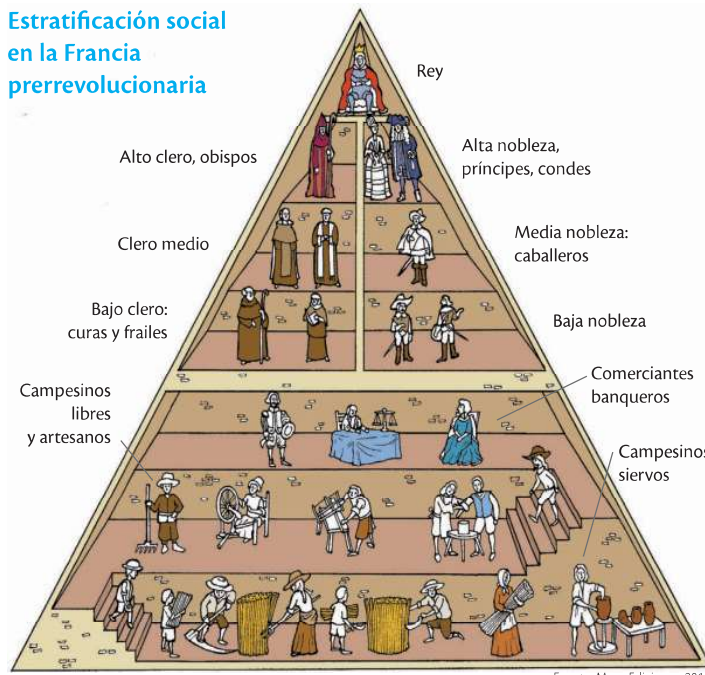 Estratificación social
en la Francia
prerrevolucionaria
Rey
Alto clero, obispos
Alta nobleza,
príncipes, condes
Clero medio
Media nobleza:
caballeros
Bajo clero:
curas y frailes
Baja nobleza
Comerciantes
banqueros
Campesinos
libres
y artesanos
Campesinos
siervos